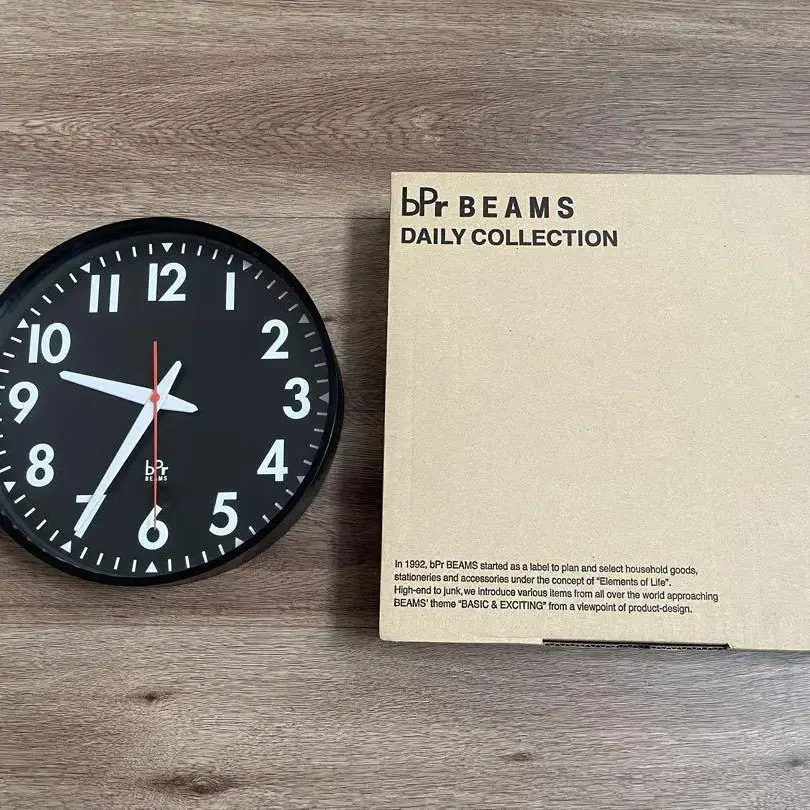 12
1
2
3
4
5
6
7
8
9
10
11
bPr
BEAMS
bPr BEAMS
DAILY COLLECTION
In 1992, bPr BEAMS started as a label to plan and select household goods,
stationeries and accessories under the concept of "Elements of Life".
High-end to junk, we introduce various items from all over the world approaching
BEAMS' theme "BASIC & EXCITING" from a viewpoint of product-design.